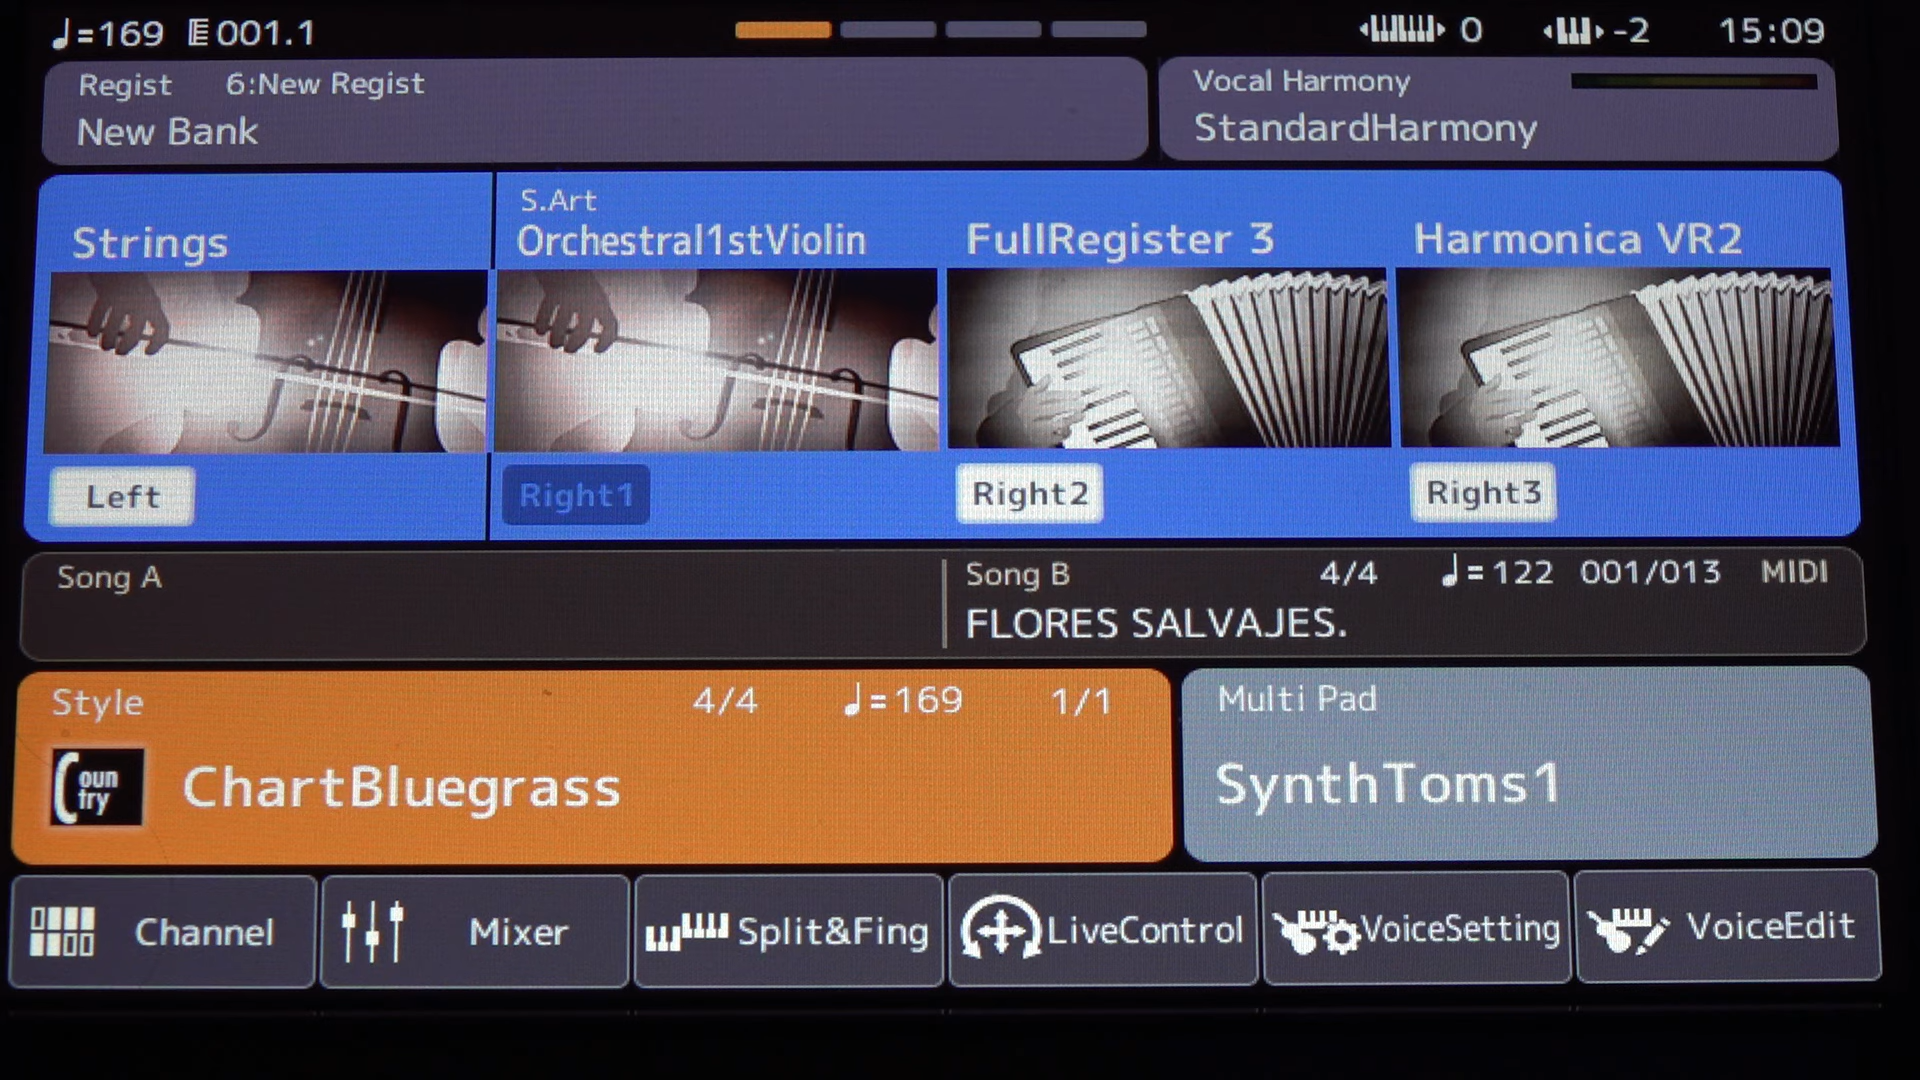 ♩=169 E001.1 0 -2 15:09
Regist 6:New Regist
New Bank
Vocal Harmony
StandardHarmony
Strings
S.Art
Orchestral1stViolin
FullRegister 3
Harmonica VR2
Left
Right1
Right2
Right3
Song A
Song B 4/4 ♩=122 001/013 MIDI
FLORES SALVAJES.
Style 4/4 ♩=169 1/1
Country
ChartBluegrass
Multi Pad
SynthToms1
Channel
Mixer
Split&Fing
LiveControl
VoiceSetting
VoiceEdit